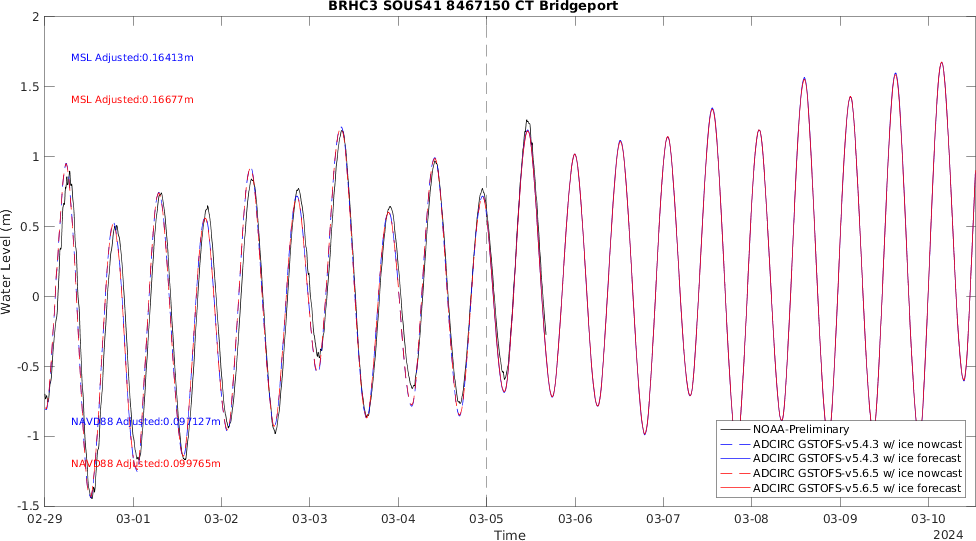 BRHC3 SOUS41 8467150 CT Bridgeport
2
MSL Adjusted:0.16413m
1.5
MSL Adjusted:0.16677m
1
0.5
Water Level (m)
0
-0.5
NAVD88 Adjusted:0.097127m
-1
NAVD88 Adjusted:0.099765m
-1.5
NOAA-Preliminary
ADCIRC GSTOFS-v5.4.3 w/ ice nowcast
ADCIRC GSTOFS-v5.4.3 w/ ice forecast
ADCIRC GSTOFS-v5.6.5 w/ ice nowcast
ADCIRC GSTOFS-v5.6.5 w/ ice forecast
02-29 03-01 03-02 03-03 03-04 03-05 03-06 03-07 03-08 03-09 03-10
Time
2024